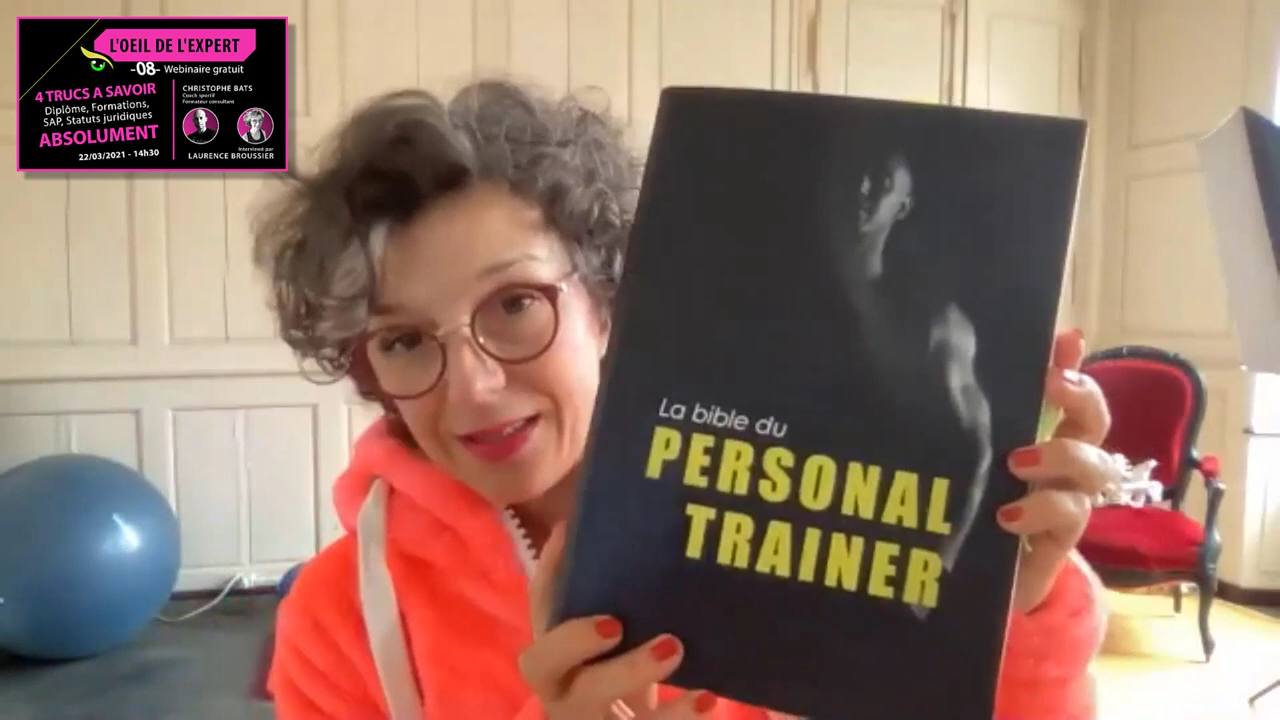 L'OEIL DE L'EXPERT
-08- Webinaire gratuit
4 TRUCS A SAVOIR
Diplôme, Formations,
SAP, Statuts juridiques
ABSOLUMENT
22/03/2021 - 14h30
CHRISTOPHE BATS
Coach sportif
Formateur consultant
Interviewé par
LAURENCE BROUSSIER
La bible du
PERSONAL
TRAINER